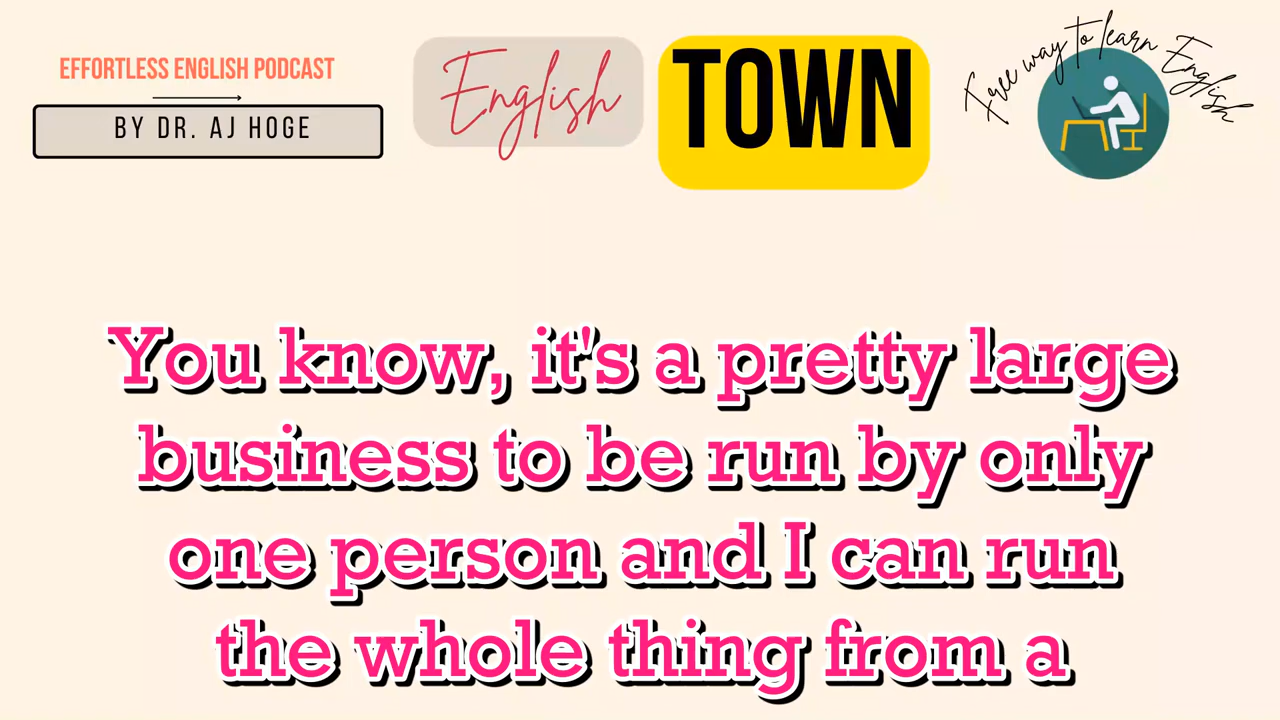 EFFORTLESS ENGLISH PODCAST
BY DR. AJ HOGE
English
TOWN
Free way to learn English
You know, it's a pretty large
business to be run by only
one person and I can run
the whole thing from a